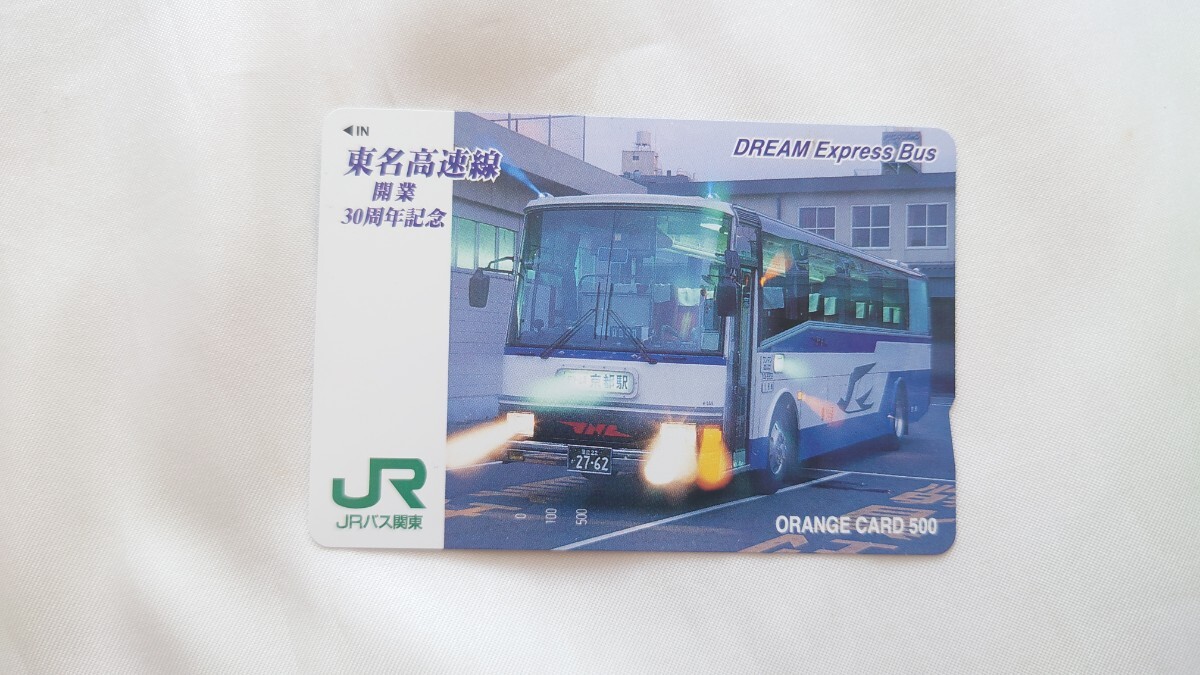 ◀IN
東名高速線
開業
30周年記念
DREAM Express Bus
京都駅
27-62
JR
JRバス関東
0
100
500
ORANGE CARD 500